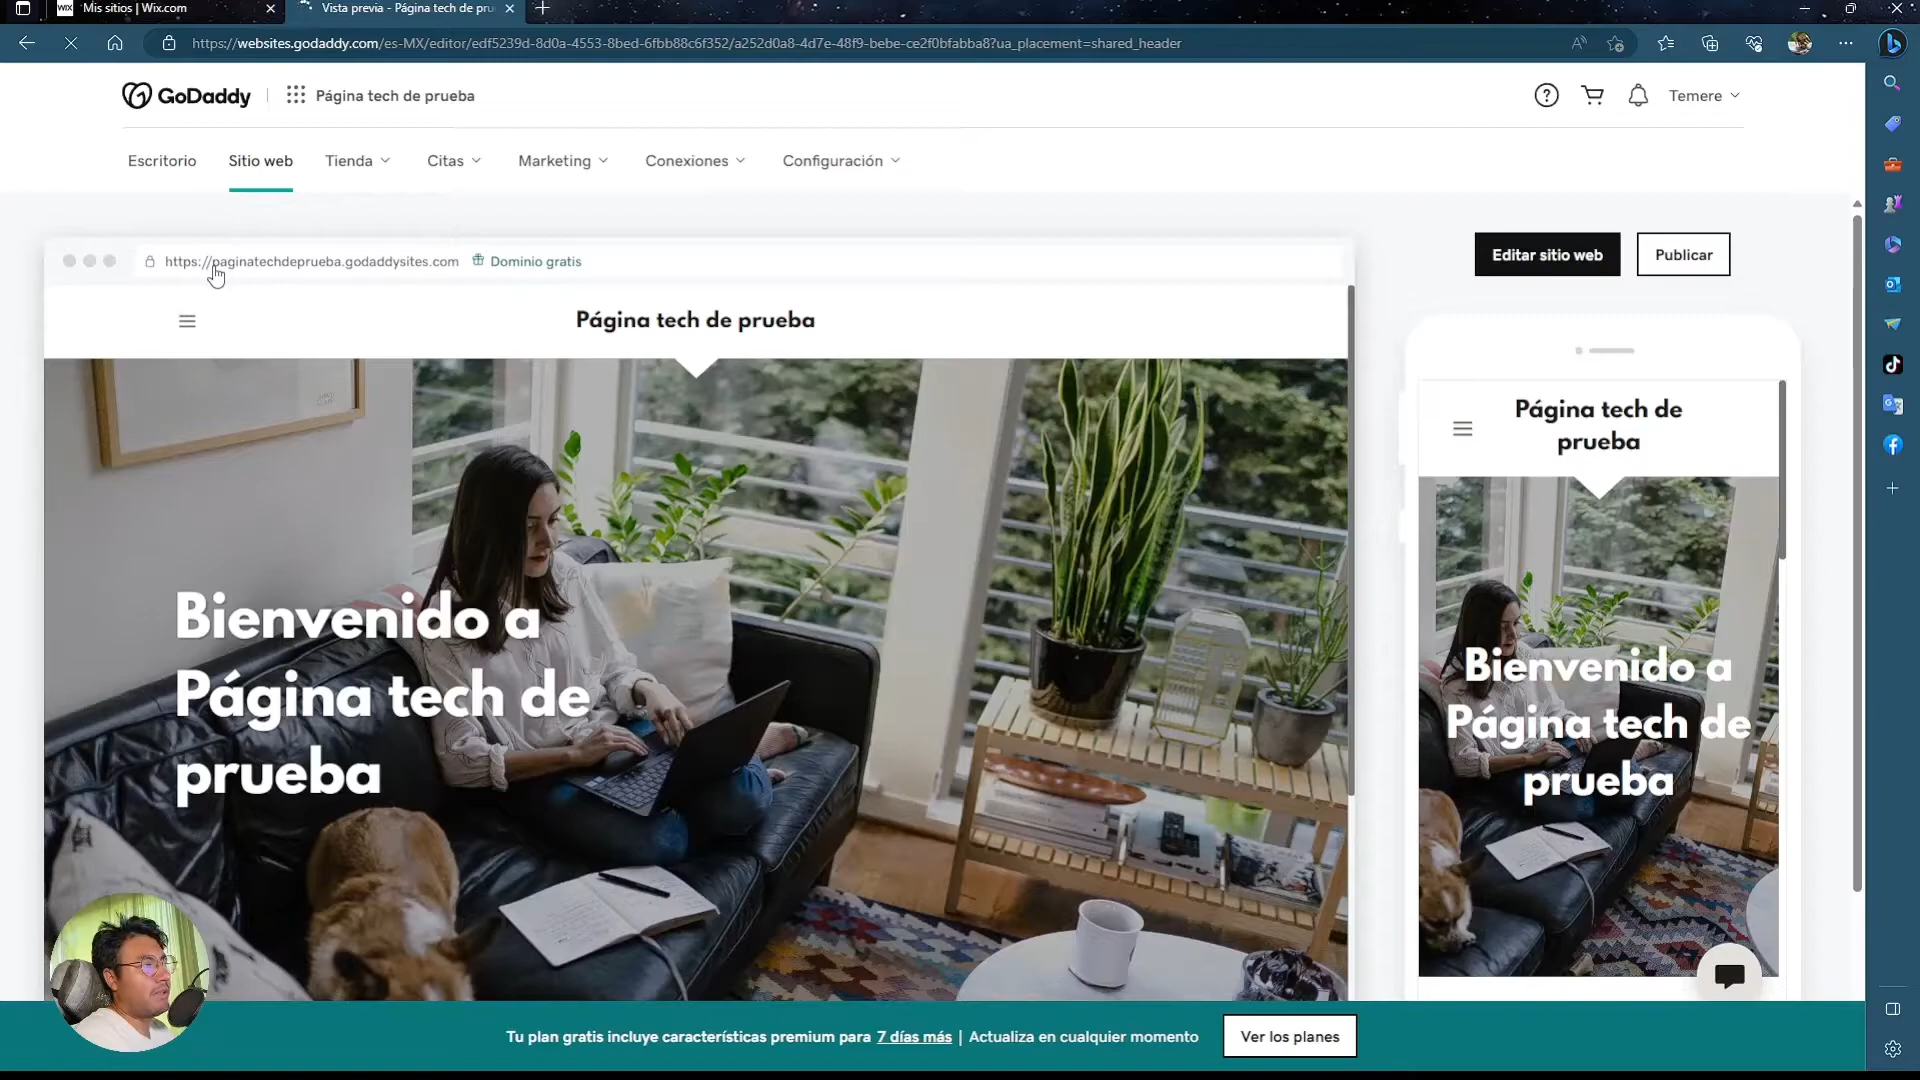 WIX Mis sitios | Wix.com
Vista previa - Página tech de pru
https://websites.godaddy.com/es-MX/editor/edf5239d-8d0a-4553-8bed-6fbb88c6f352/a252d0a8-4d7e-48f9-bebe-ce2f0bfabba8?ua_placement=shared_header
GoDaddy
Página tech de prueba
Temere
Escritorio
Sitio web
Tienda
Citas
Marketing
Conexiones
Configuración
https://paginatechdeprueba.godaddysites.com
Dominio gratis
Editar sitio web
Publicar
Página tech de prueba
Bienvenido a
Página tech de
prueba
Página tech de
prueba
Bienvenido a
Página tech de
prueba
Tu plan gratis incluye características premium para 7 días más | Actualiza en cualquier momento
Ver los planes